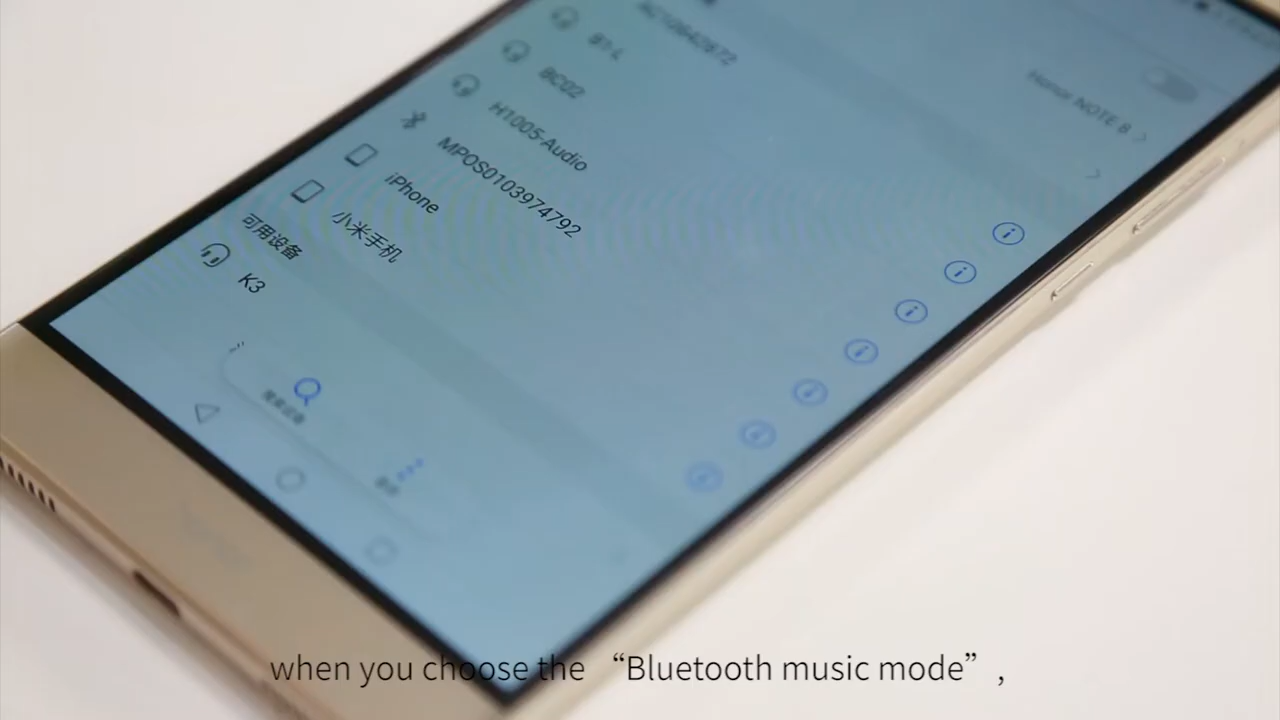 Honor NOTE 8
BT-L
BC02
H1005-Audio
MPOS0103974792
iPhone
小米手机
可用设备
K3
when you choose the “Bluetooth music mode”,